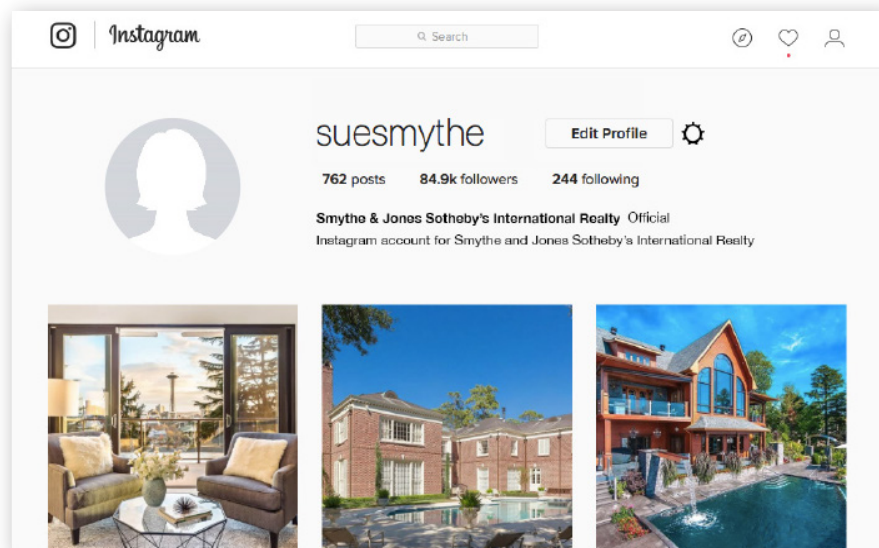 Instagram
Search
suesmythe
Edit Profile
762 posts 84.9k followers 244 following
Smythe & Jones Sotheby's International Realty Official
Instagram account for Smythe and Jones Sotheby's International Realty